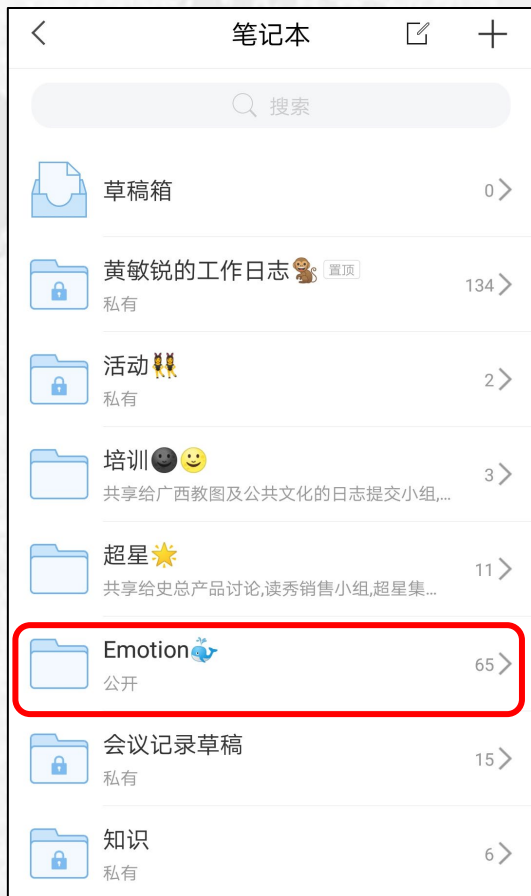 笔记本
搜索
草稿箱
0
黄敏锐的工作日志🐒 置顶
私有
134
活动👯
私有
2
培训🌚🌝
共享给广西教图及公共文化的日志提交小组,...
3
超星🌟
共享给史总产品讨论,读秀销售小组,超星集...
11
Emotion🐳
公开
65
会议记录草稿
私有
15
知识
私有
6